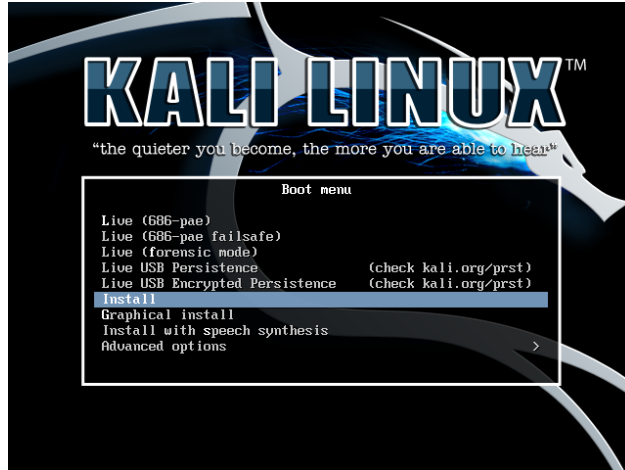 KALI LINUX™
“the quieter you become, the more you are able to hear”
Boot menu
Live (686-pae)
Live (686-pae failsafe)
Live (forensic mode)
Live USB Persistence (check kali.org/prst)
Live USB Encrypted Persistence (check kali.org/prst)
Install
Graphical install
Install with speech synthesis
Advanced options >